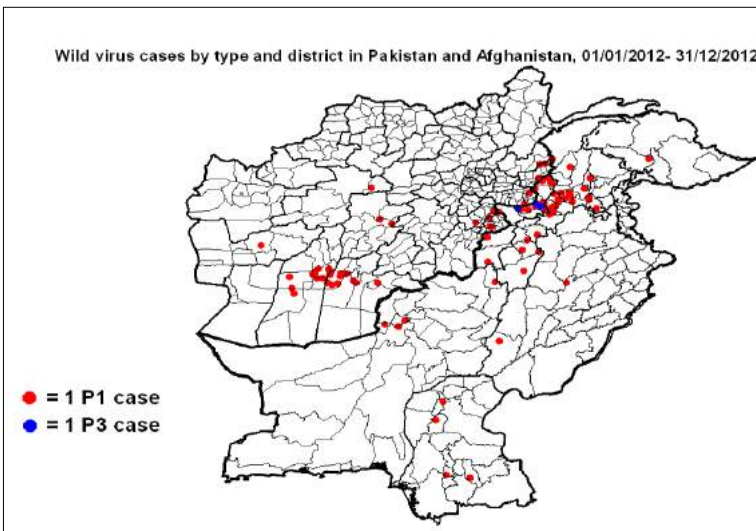 Wild virus cases by type and district in Pakistan and Afghanistan, 01/01/2012- 31/12/2012
= 1 P1 case
= 1 P3 case